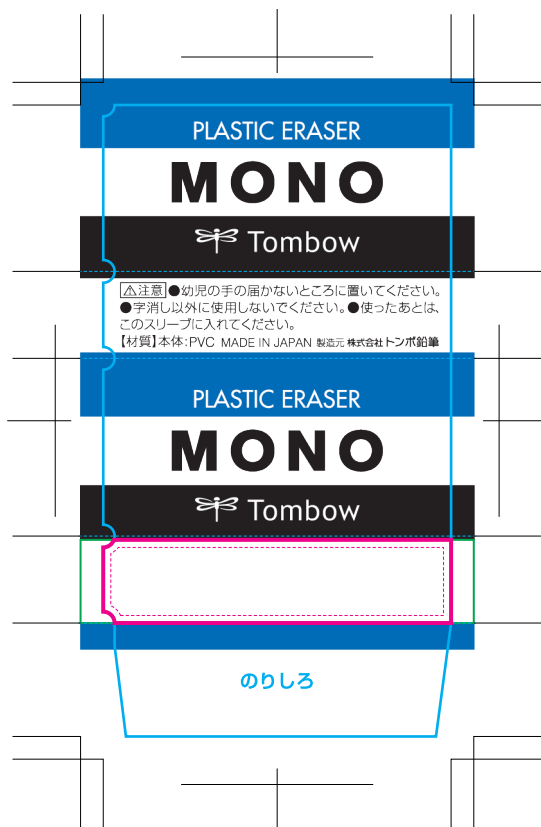 PLASTIC ERASER
MONO
Tombow
⚠注意 ●幼児の手の届かないところに置いてください。
●字消し以外に使用しないでください。●使ったあとは、
このスリーブに入れてください。
【材質】本体:PVC MADE IN JAPAN 製造元 株式会社トンボ鉛筆
PLASTIC ERASER
MONO
Tombow
のりしろ